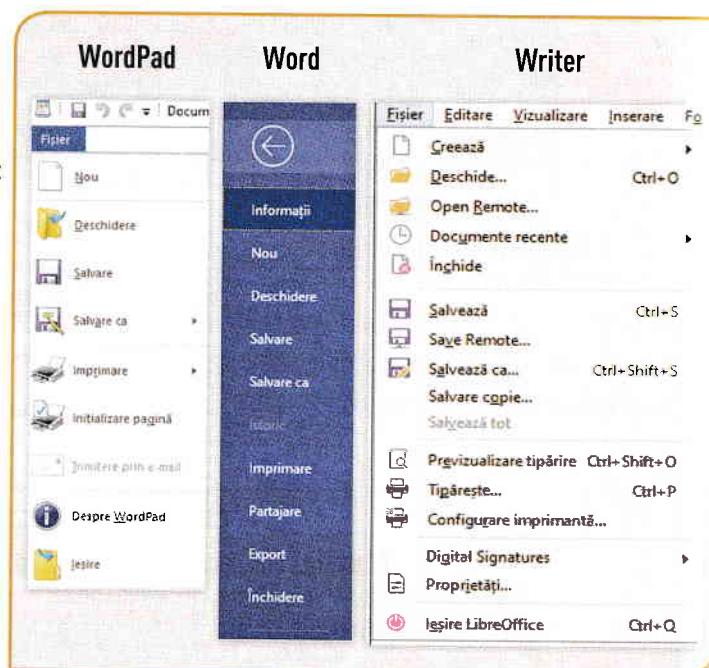 WordPad
Word
Writer
Docum
Fișier
Nou
Deschidere
Salvare
Salvare ca
Imprimare
Inițializare pagină
Trimitere prin e-mail
Despre WordPad
Ieșire
Informații
Nou
Deschidere
Salvare
Salvare ca
Istoric
Imprimare
Partajare
Export
Închidere
Fișier Editare Vizualizare Inserare Fo
Creează
Deschide... Ctrl+O
Open Remote...
Documente recente
Închide
Salvează Ctrl+S
Save Remote...
Salvează ca... Ctrl+Shift+S
Salvare copie...
Salvează tot
Previzualizare tipărire Ctrl+Shift+O
Tipărește... Ctrl+P
Configurare imprimantă...
Digital Signatures
Proprietăți...
Ieșire LibreOffice Ctrl+Q